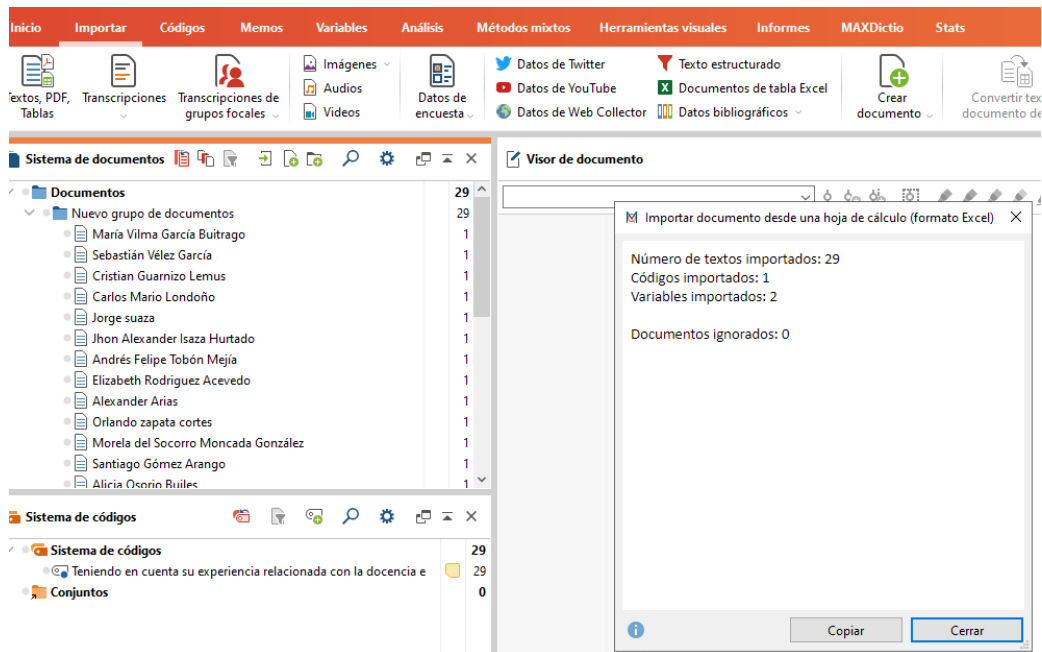 Inicio Importar Códigos Memos Variables Análisis Métodos mixtos Herramientas visuales Informes MAXDictio Stats
Textos, PDF, Tablas
Transcripciones
Transcripciones de grupos focales
Imágenes
Audios
Videos
Datos de encuesta
Datos de Twitter
Datos de YouTube
Datos de Web Collector
Texto estructurado
Documentos de tabla Excel
Datos bibliográficos
Crear documento
Convertir
documento de
Sistema de documentos
Documentos 29
Nuevo grupo de documentos 29
María Vilma García Buitrago 1
Sebastián Vélez García 1
Cristian Guarnizo Lemus 1
Carlos Mario Londoño 1
Jorge suaza 1
Jhon Alexander Isaza Hurtado 1
Andrés Felipe Tobón Mejía 1
Elizabeth Rodriguez Acevedo 1
Alexander Arias 1
Orlando zapata cortes 1
Morela del Socorro Moncada González 1
Santiago Gómez Arango 1
Alicia Osorio Builes 1
Sistema de códigos
Sistema de códigos 29
Teniendo en cuenta su experiencia relacionada con la docencia e 29
Conjuntos 0
Visor de documento
Importar documento desde una hoja de cálculo (formato Excel)
Número de textos importados: 29
Códigos importados: 1
Variables importados: 2
Documentos ignorados: 0
Copiar
Cerrar